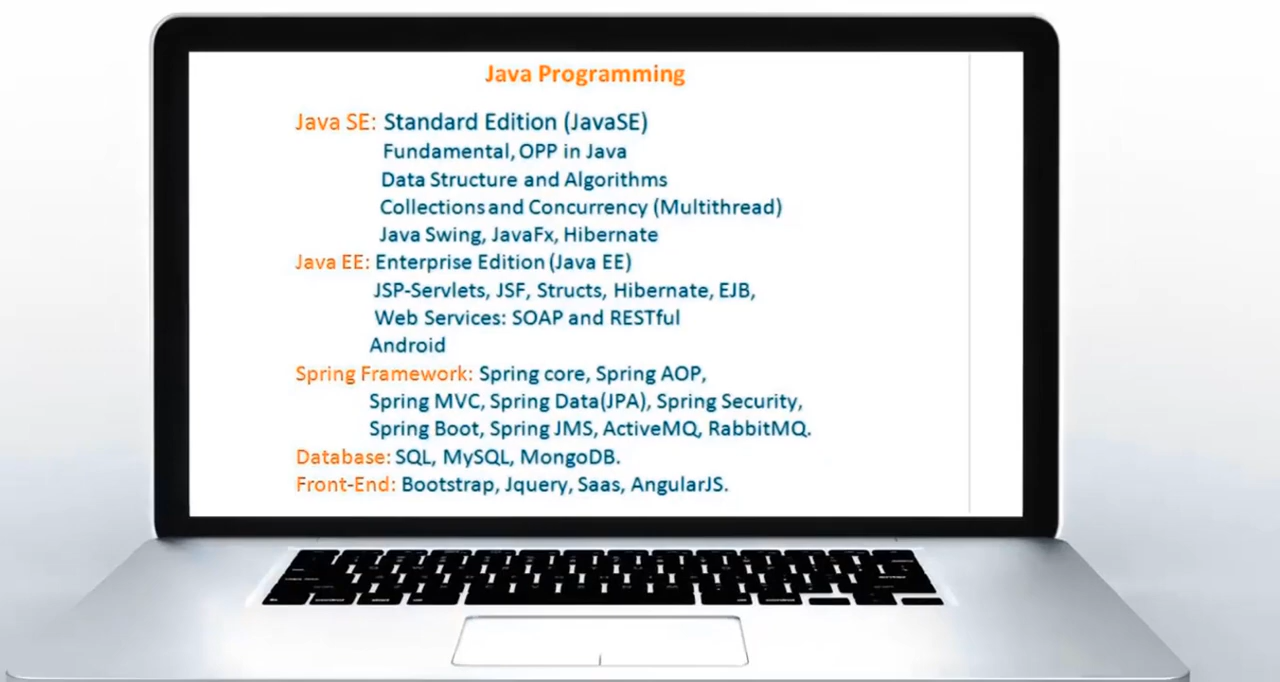 Java Programming
Java SE: Standard Edition (JavaSE)
Fundamental, OPP in Java
Data Structure and Algorithms
Collections and Concurrency (Multithread)
Java Swing, JavaFx, Hibernate
Java EE: Enterprise Edition (Java EE)
JSP-Servlets, JSF, Structs, Hibernate, EJB,
Web Services: SOAP and RESTful
Android
Spring Framework: Spring core, Spring AOP,
Spring MVC, Spring Data(JPA), Spring Security,
Spring Boot, Spring JMS, ActiveMQ, RabbitMQ.
Database: SQL, MySQL, MongoDB.
Front-End: Bootstrap, Jquery, Saas, AngularJS.